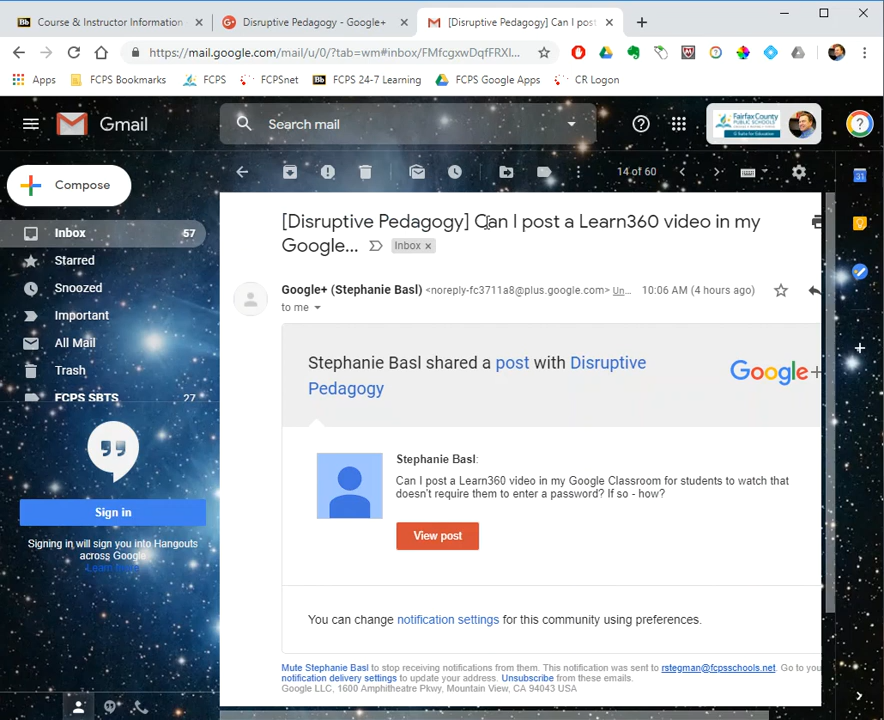 Course & Instructor Information
Disruptive Pedagogy - Google+
[Disruptive Pedagogy] Can I post
https://mail.google.com/mail/u/0/?tab=wm#inbox/FMfcgxwDqfFRXl...
Apps
FCPS Bookmarks
FCPS
FCPSnet
FCPS 24-7 Learning
FCPS Google Apps
CR Logon
Gmail
Search mail
Fairfax County
PUBLIC SCHOOLS
Compose
14 of 60
Inbox
57
Starred
Snoozed
Important
All Mail
Trash
FCPS SBTS
27
[Disruptive Pedagogy] Can I post a Learn360 video in my
Google...
Inbox x
Google+ (Stephanie Basl) <noreply-fc3711a8@plus.google.com> Un...
10:06 AM (4 hours ago)
to me
Stephanie Basl shared a post with Disruptive
Pedagogy
Google+
Stephanie Basl:
Can I post a Learn360 video in my Google Classroom for students to watch that
doesn't require them to enter a password? If so - how?
View post
You can change notification settings for this community using preferences.
Mute Stephanie Basl to stop receiving notifications from them. This notification was sent to rstegman@fcpsschools.net. Go to you
notification delivery settings to update your address. Unsubscribe from these emails.
Google LLC, 1600 Amphitheatre Pkwy, Mountain View, CA 94043 USA
Sign in
Signing in will sign you into Hangouts
across Google
Learn more